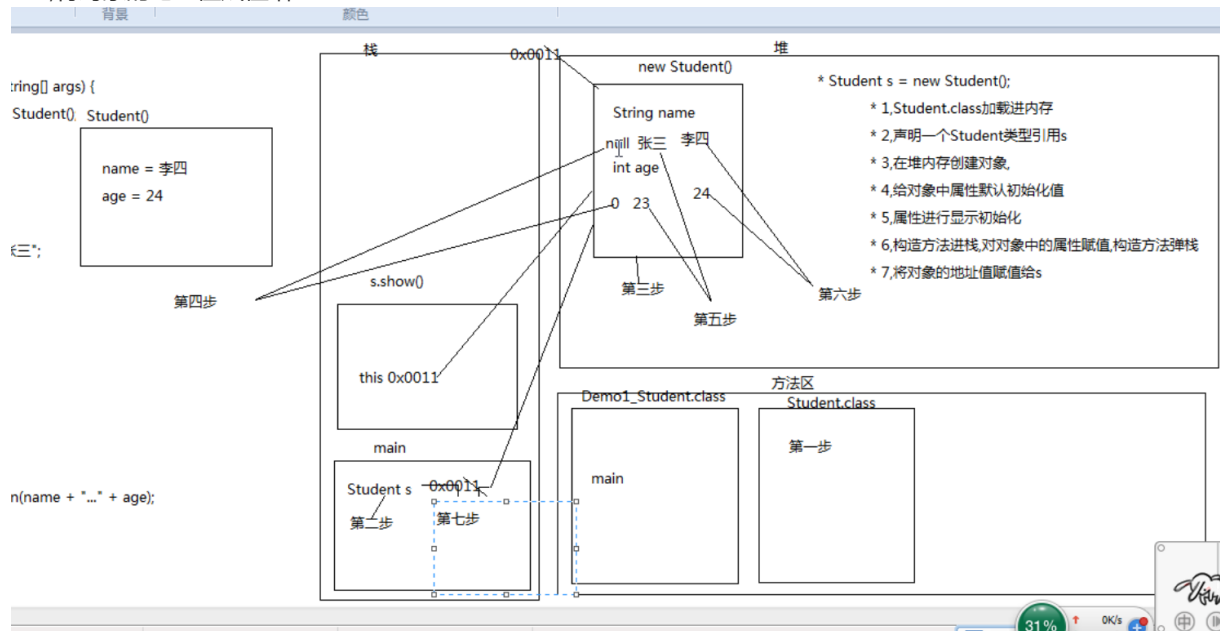 背景
颜色
栈
0x0011
堆
new Student()
* Student s = new Student();
tring[] args) {
Student()
Student()
String name
* 1,Student.class加载进内存
null 张三 李四
* 2,声明一个Student类型引用s
name = 李四
int age
* 3,在堆内存创建对象,
age = 24
0 23
24
* 4,给对象中属性默认初始化值
* 5,属性进行显示初始化
* 6,构造方法进栈,对对象中的属性赋值,构造方法弹栈
* 7,将对象的地址值赋值给s
";
第四步
s.show()
第三步
第六步
第五步
this 0x0011
方法区
Demo1_Student.class
Student.class
main
第一步
main
Student s 0x0011
第二步
第七步
n(name + "..." + age);
31%
0K/s
中